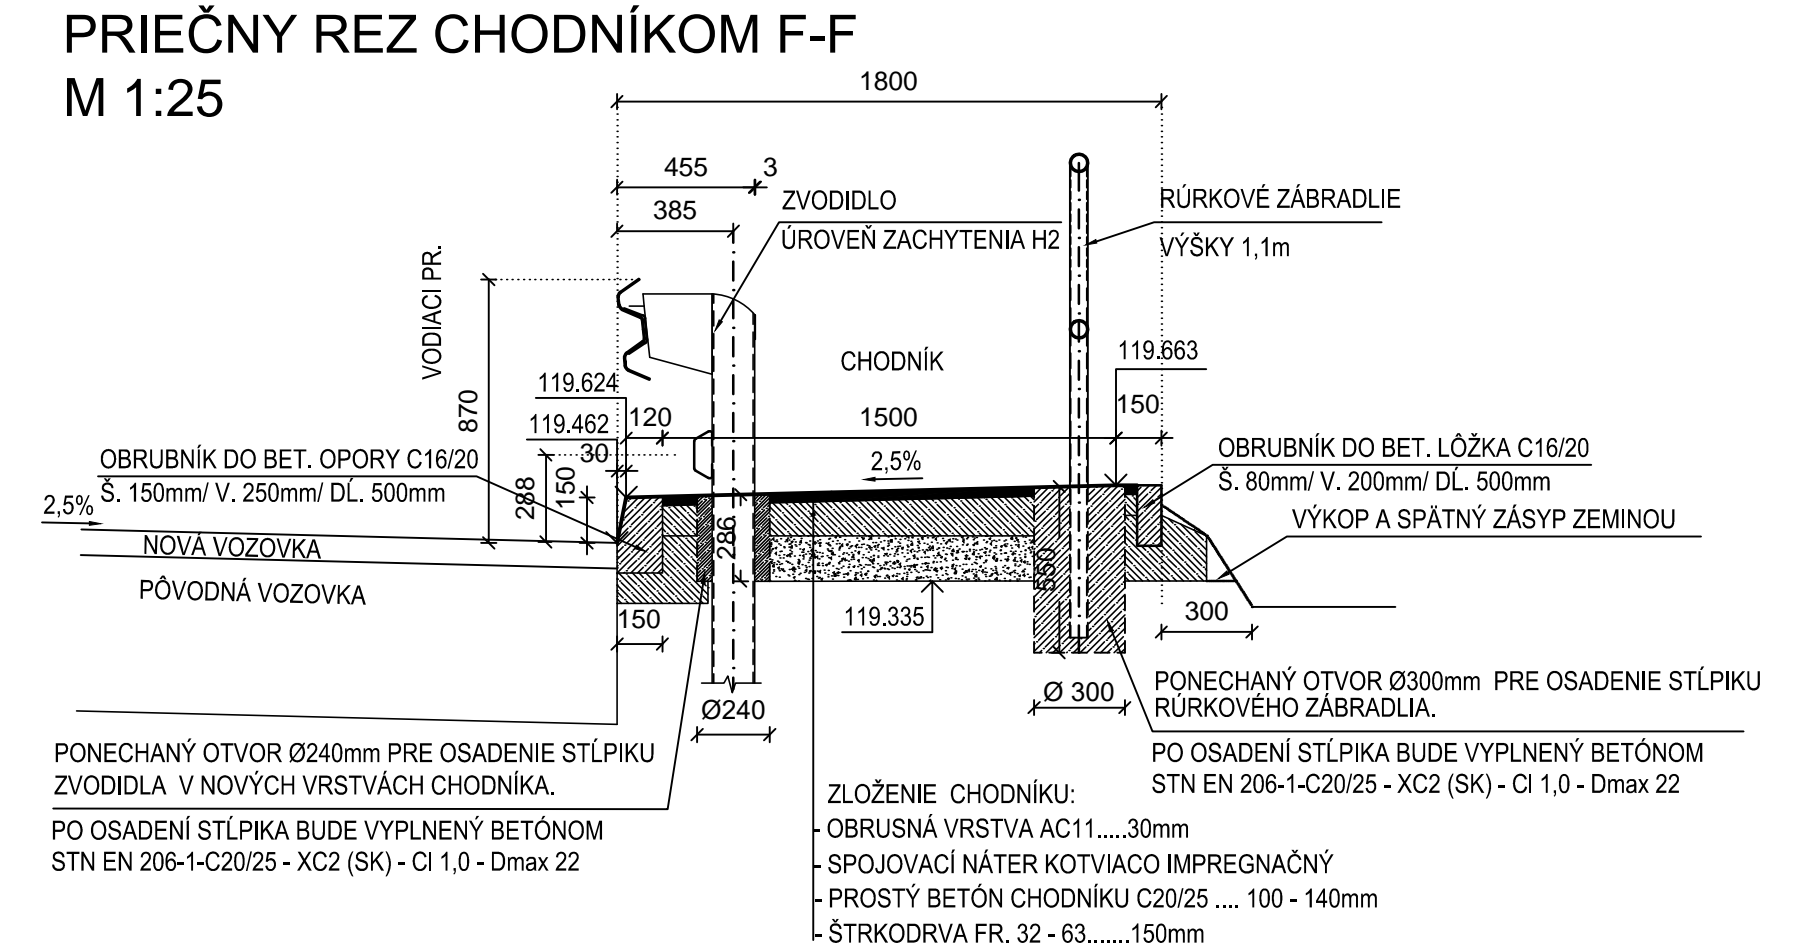 PRIEČNY REZ CHODNÍKOM F-F
M 1:25
1800
455
3
385
ZVODIDLO
ÚROVEŇ ZACHYTENIA H2
RÚRKOVÉ ZÁBRADLIE
VÝŠKY 1,1m
VODIACI PR.
870
CHODNÍK
119.663
119.624
119.462
120
1500
150
30
150
288
2,5%
OBRUBNÍK DO BET. OPORY C16/20
Š. 150mm/ V. 250mm/ DĹ. 500mm
OBRUBNÍK DO BET. LÔŽKA C16/20
Š. 80mm/ V. 200mm/ DĹ. 500mm
2,5%
VÝKOP A SPÄTNÝ ZÁSYP ZEMINOU
NOVÁ VOZOVKA
PÔVODNÁ VOZOVKA
286
550
119.335
150
300
Ø240
Ø 300
PONECHANÝ OTVOR Ø300mm PRE OSADENIE STĹPIKU
RÚRKOVÉHO ZÁBRADLIA.
PO OSADENÍ STĹPIKA BUDE VYPLNENÝ BETÓNOM
STN EN 206-1-C20/25 - XC2 (SK) - Cl 1,0 - Dmax 22
PONECHANÝ OTVOR Ø240mm PRE OSADENIE STĹPIKU
ZVODIDLA V NOVÝCH VRSTVÁCH CHODNÍKA.
PO OSADENÍ STĹPIKA BUDE VYPLNENÝ BETÓNOM
STN EN 206-1-C20/25 - XC2 (SK) - Cl 1,0 - Dmax 22
ZLOŽENIE CHODNÍKU:
- OBRUSNÁ VRSTVA AC11.....30mm
- SPOJOVACÍ NÁTER KOTVIACO IMPREGNAČNÝ
- PROSTÝ BETÓN CHODNÍKU C20/25 .... 100 - 140mm
- ŠTRKODRVA FR. 32 - 63.......150mm